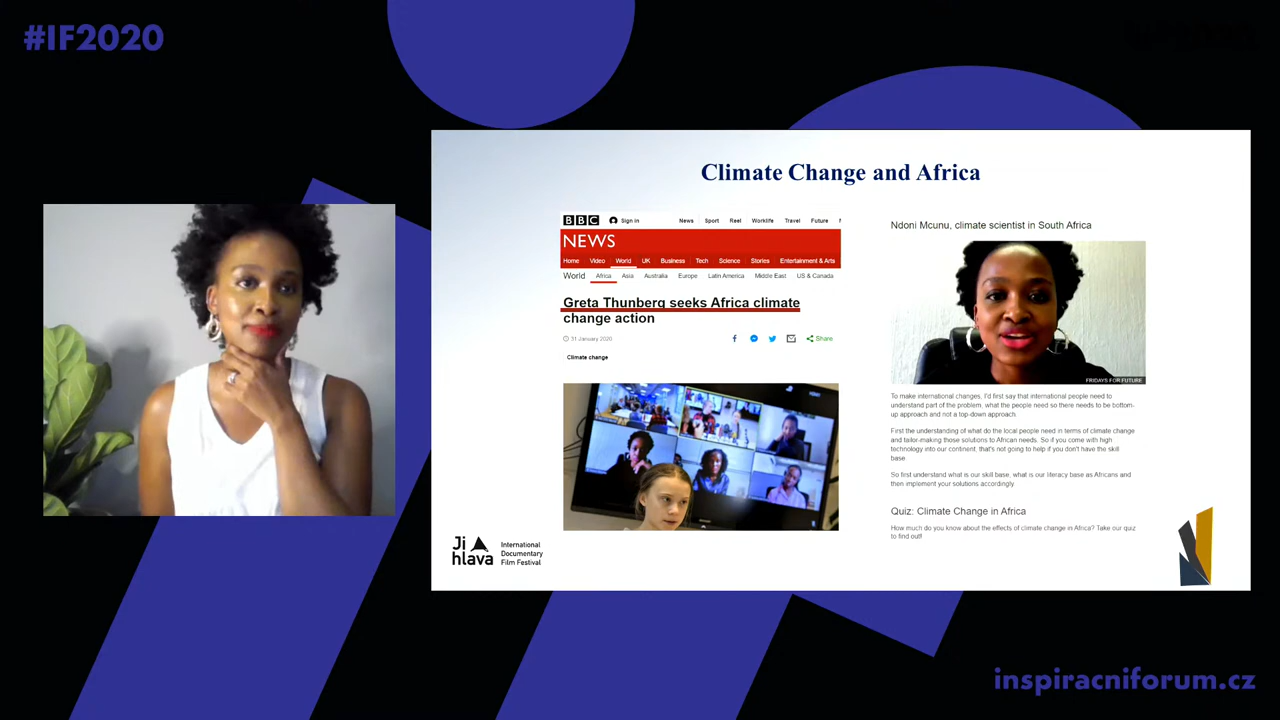 #IF2020
Climate Change and Africa
BBC Sign in News Sport Reel Worklife Travel Future
NEWS
Home Video World UK Business Tech Science Stories Entertainment & Arts
World Africa Asia Australia Europe Latin America Middle East US & Canada
Greta Thunberg seeks Africa climate
change action
31 January 2020
Share
Climate change
Ndoni Mcunu, climate scientist in South Africa
FRIDAYS FOR FUTURE
To make international changes, I'd first say that international people need to
understand part of the problem, what the people need so there needs to be bottom-
up approach and not a top-down approach.
First the understanding of what do the local people need in terms of climate change
and tailor-making those solutions to African needs. So if you come with high
technology into our continent, that's not going to help if you don't have the skill
base.
So first understand what is our skill base, what is our literacy base as Africans and
then implement your solutions accordingly.
Quiz: Climate Change in Africa
How much do you know about the effects of climate change in Africa? Take our quiz
to find out!
Ji
hlava
International
Documentary
Film Festival
inspiracniforum.cz